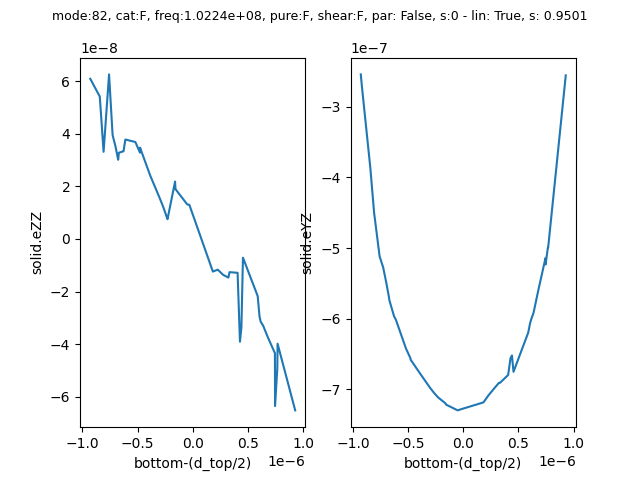 mode:82, cat:F, freq:1.0224e+08, pure:F, shear:F, par: False, s:0 - lin: True, s: 0.9501
1e−8
6
4
2
0
−2
−4
−6
solid.eZZ
−1.0
−0.5
0.0
0.5
1.0
bottom-(d_top/2)
1e−6
1e−7
−3
−4
−5
−6
−7
solid.eYZ
−1.0
−0.5
0.0
0.5
1.0
bottom-(d_top/2)
1e−6